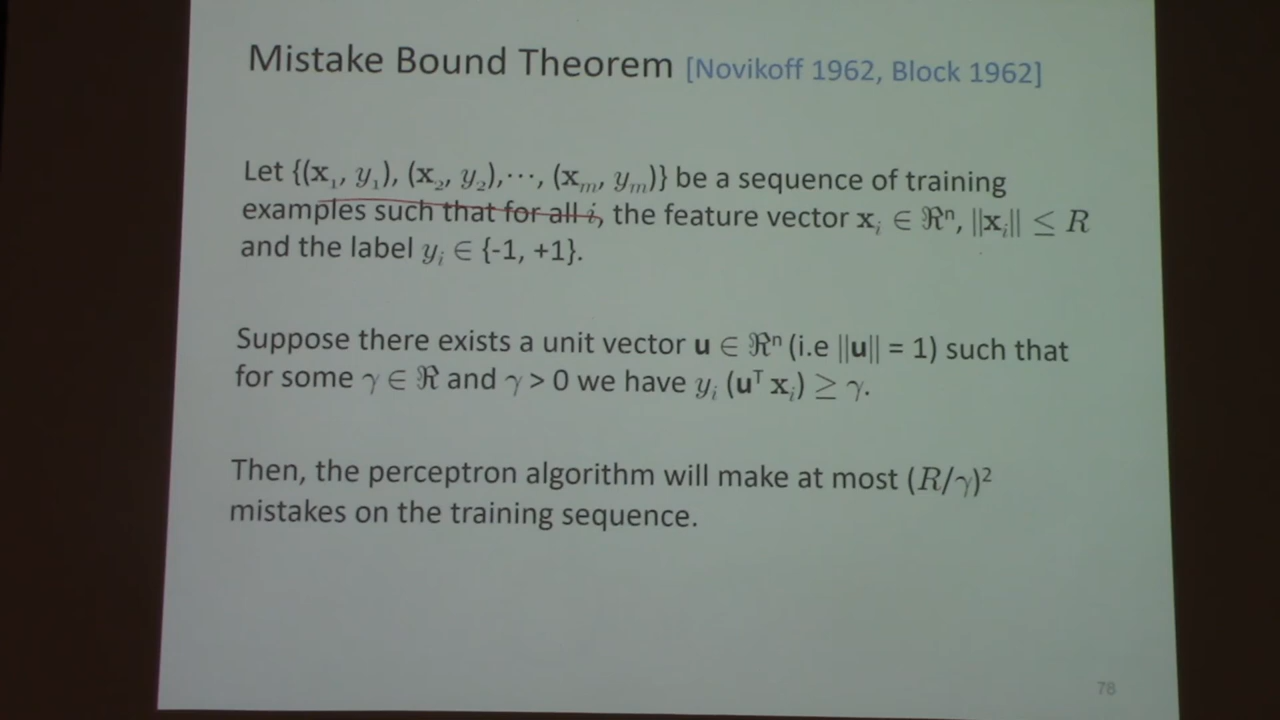 Mistake Bound Theorem [Novikoff 1962, Block 1962]
Let {(x₁, y₁), (x₂, y₂),⋯, (xₘ, yₘ)} be a sequence of training
examples such that for all i, the feature vector xᵢ ∈ ℜⁿ, ||xᵢ|| ≤ R
and the label yᵢ ∈ {-1, +1}.
Suppose there exists a unit vector u ∈ ℜⁿ (i.e ||u|| = 1) such that
for some γ ∈ ℜ and γ > 0 we have yᵢ (uᵀ xᵢ) ≥ γ.
Then, the perceptron algorithm will make at most (R/γ)²
mistakes on the training sequence.
78